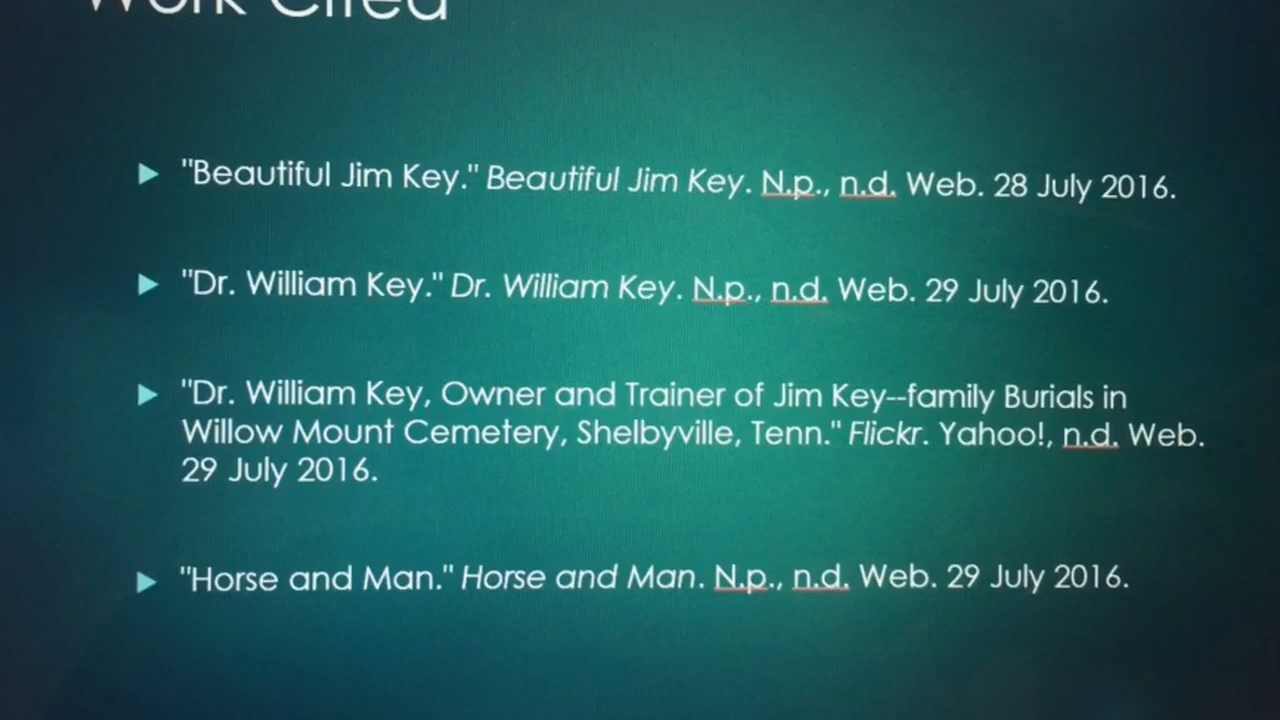 Work Cited
"Beautiful Jim Key." Beautiful Jim Key. N.p., n.d. Web. 28 July 2016.
"Dr. William Key." Dr. William Key. N.p., n.d. Web. 29 July 2016.
"Dr. William Key, Owner and Trainer of Jim Key--family Burials in
Willow Mount Cemetery, Shelbyville, Tenn." Flickr. Yahoo!, n.d. Web.
29 July 2016.
"Horse and Man." Horse and Man. N.p., n.d. Web. 29 July 2016.